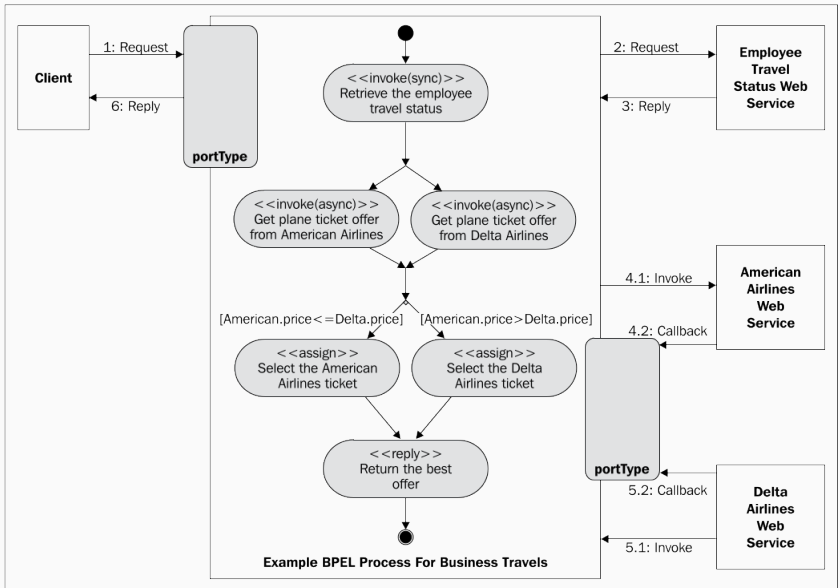 Client
1: Request
6: Reply
portType
<<invoke(sync)>>
Retrieve the employee
travel status
2: Request
3: Reply
Employee
Travel
Status Web
Service
<<invoke(async)>>
Get plane ticket offer
from American Airlines
<<invoke(async)>>
Get plane ticket offer
from Delta Airlines
[American.price<=Delta.price]
[American.price>Delta.price]
<<assign>>
Select the American
Airlines ticket
<<assign>>
Select the Delta
Airlines ticket
4.1: Invoke
4.2: Callback
American
Airlines
Web
Service
portType
<<reply>>
Return the best
offer
5.2: Callback
5.1: Invoke
Delta
Airlines
Web
Service
Example BPEL Process For Business Travels